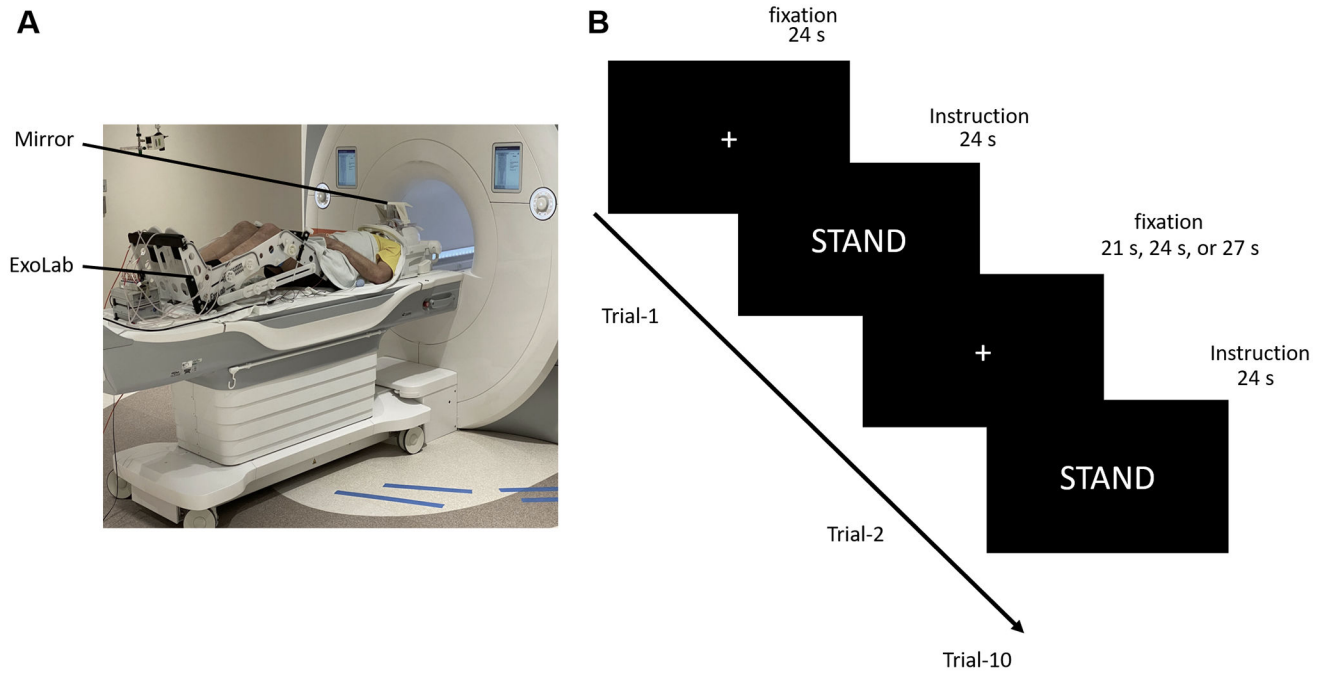 A
Mirror
ExoLab
B
fixation
24 s
+
Instruction
24 s
STAND
fixation
21 s, 24 s, or 27 s
+
Instruction
24 s
STAND
Trial-1
Trial-2
Trial-10